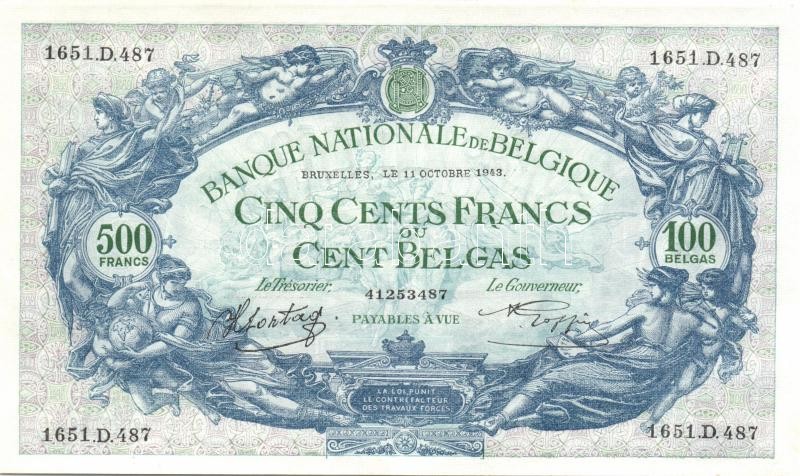 1651.D.487
1651.D.487
BANQUE NATIONALE DE BELGIQUE
BRUXELLES, LE 11 OCTOBRE 1943.
CINQ CENTS FRANCS
OU
CENT BELGAS
500
FRANCS
100
BELGAS
Le Trésorier,
41253487
Le Gouverneur,
PAYABLES À VUE
LA LOI PUNIT
LE CONTREFACTEUR
DES TRAVAUX FORCÉS
1651.D.487
1651.D.487